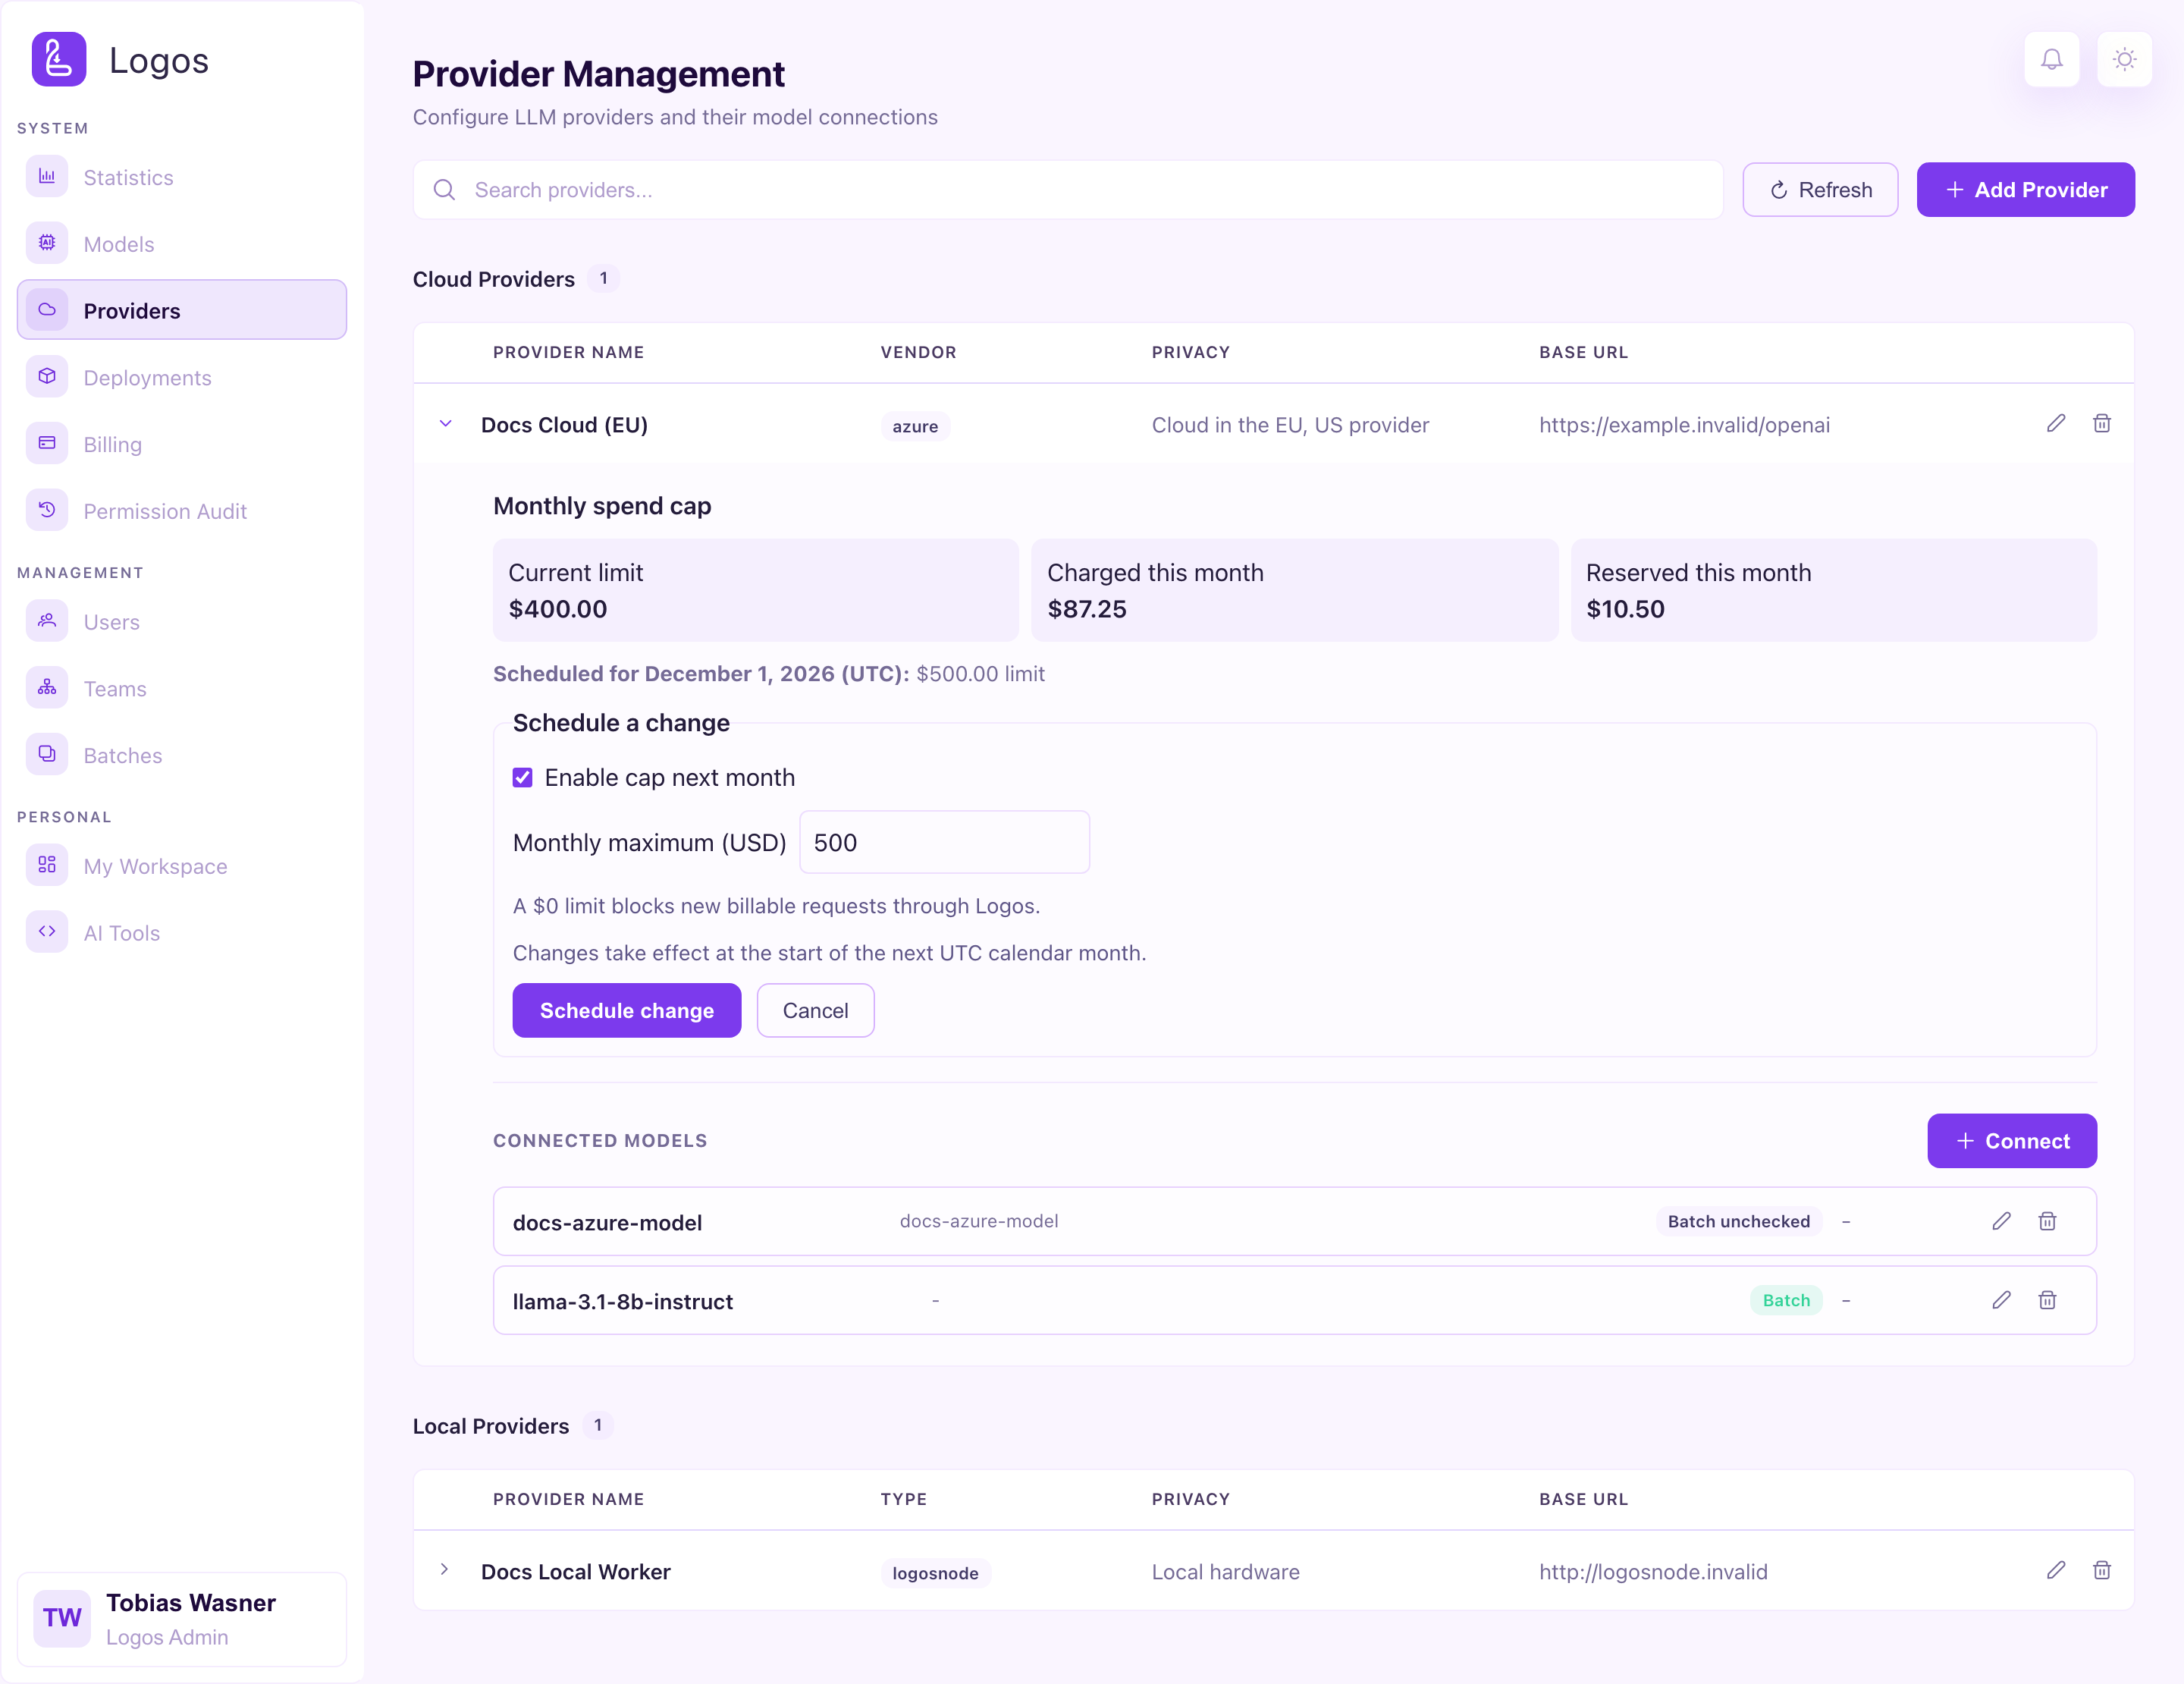 Logos
SYSTEM
Statistics
Models
Providers
Deployments
Billing
Permission Audit
MANAGEMENT
Users
Teams
Batches
PERSONAL
My Workspace
AI Tools
TW
Tobias Wasner
Logos Admin
Provider Management
Configure LLM providers and their model connections
Search providers...
Refresh
+ Add Provider
Cloud Providers 1
PROVIDER NAME VENDOR PRIVACY BASE URL
Docs Cloud (EU) azure Cloud in the EU, US provider https://example.invalid/openai
Monthly spend cap
Current limit
$400.00
Charged this month
$87.25
Reserved this month
$10.50
Scheduled for December 1, 2026 (UTC): $500.00 limit
Schedule a change
Enable cap next month
Monthly maximum (USD) 500
A $0 limit blocks new billable requests through Logos.
Changes take effect at the start of the next UTC calendar month.
Schedule change Cancel
CONNECTED MODELS + Connect
docs-azure-model docs-azure-model Batch unchecked –
llama-3.1-8b-instruct - Batch –
Local Providers 1
PROVIDER NAME TYPE PRIVACY BASE URL
Docs Local Worker logosnode Local hardware http://logosnode.invalid